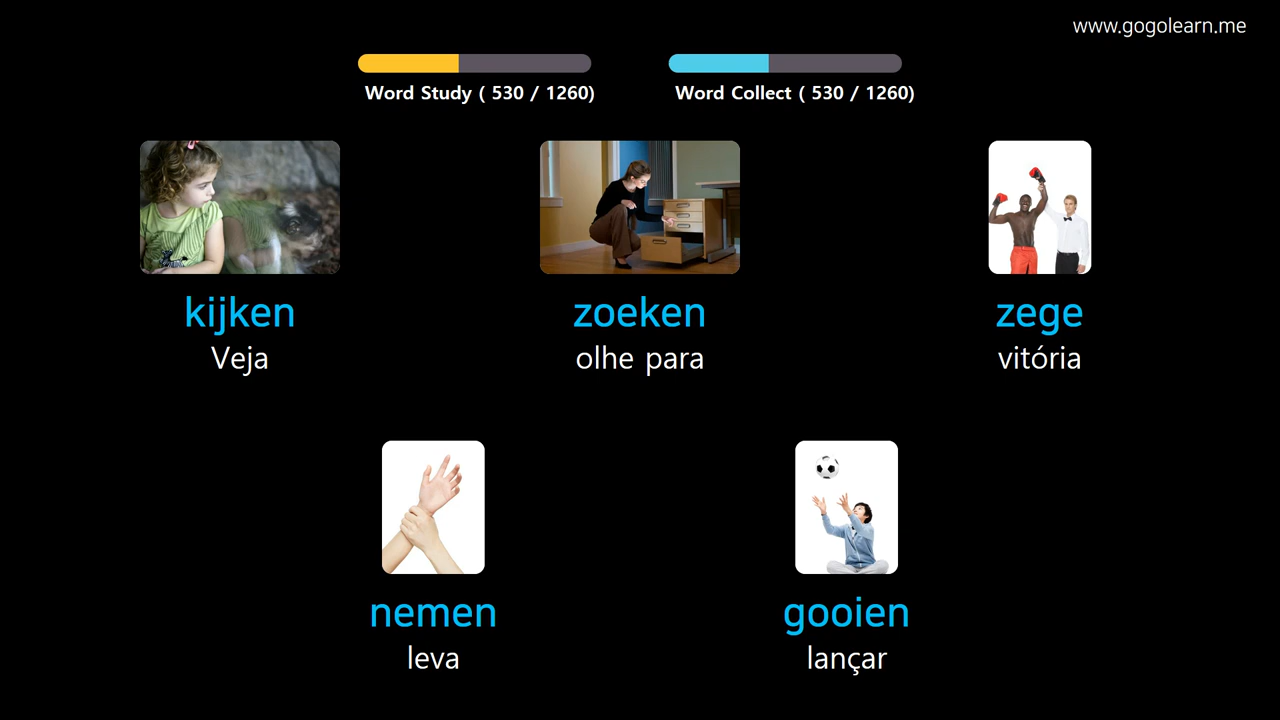 www.gogolearn.me
Word Study ( 530 / 1260)
Word Collect ( 530 / 1260)
kijken
Veja
zoeken
olhe para
zege
vitória
nemen
leva
gooien
lançar